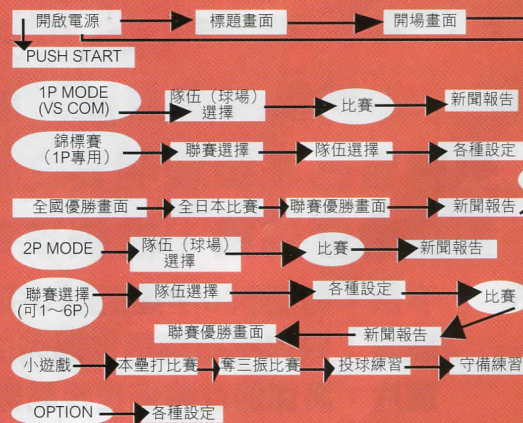 開啟電源 標題畫面 開場畫面
PUSH START
1P MODE
(VS COM)
隊伍（球場）
選擇
比賽 新聞報告
錦標賽
（1P專用）
聯賽選擇 隊伍選擇 各種設定
全國優勝畫面 全日本比賽 聯賽優勝畫面 新聞報告
2P MODE
隊伍（球場）
選擇
比賽 新聞報告
聯賽選擇
(可1～6P)
隊伍選擇 各種設定 比賽
聯賽優勝畫面 新聞報告
小遊戲 本壘打比賽 奪三振比賽 投球練習 守備練習
OPTION 各種設定